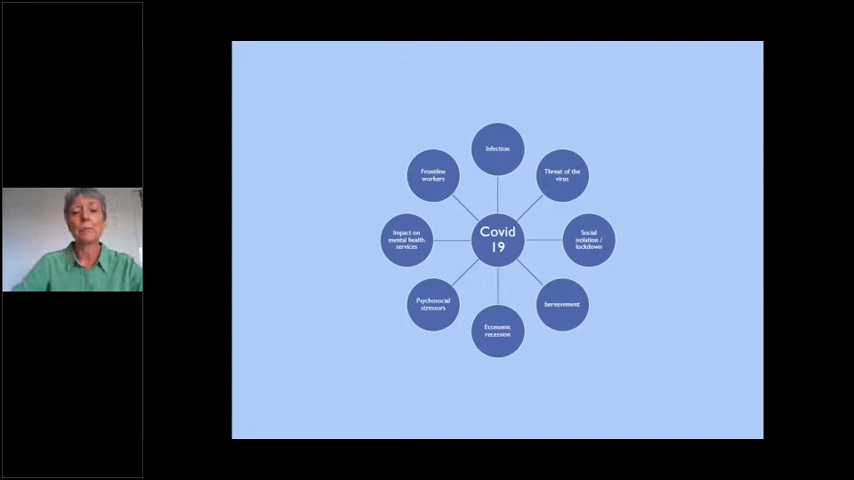 Infection
Threat of the
virus
Social
isolation /
lockdown
bereavement
Economic
recession
Psychosocial
stressors
Impact on
mental health
services
Frontline
workers
Covid
19